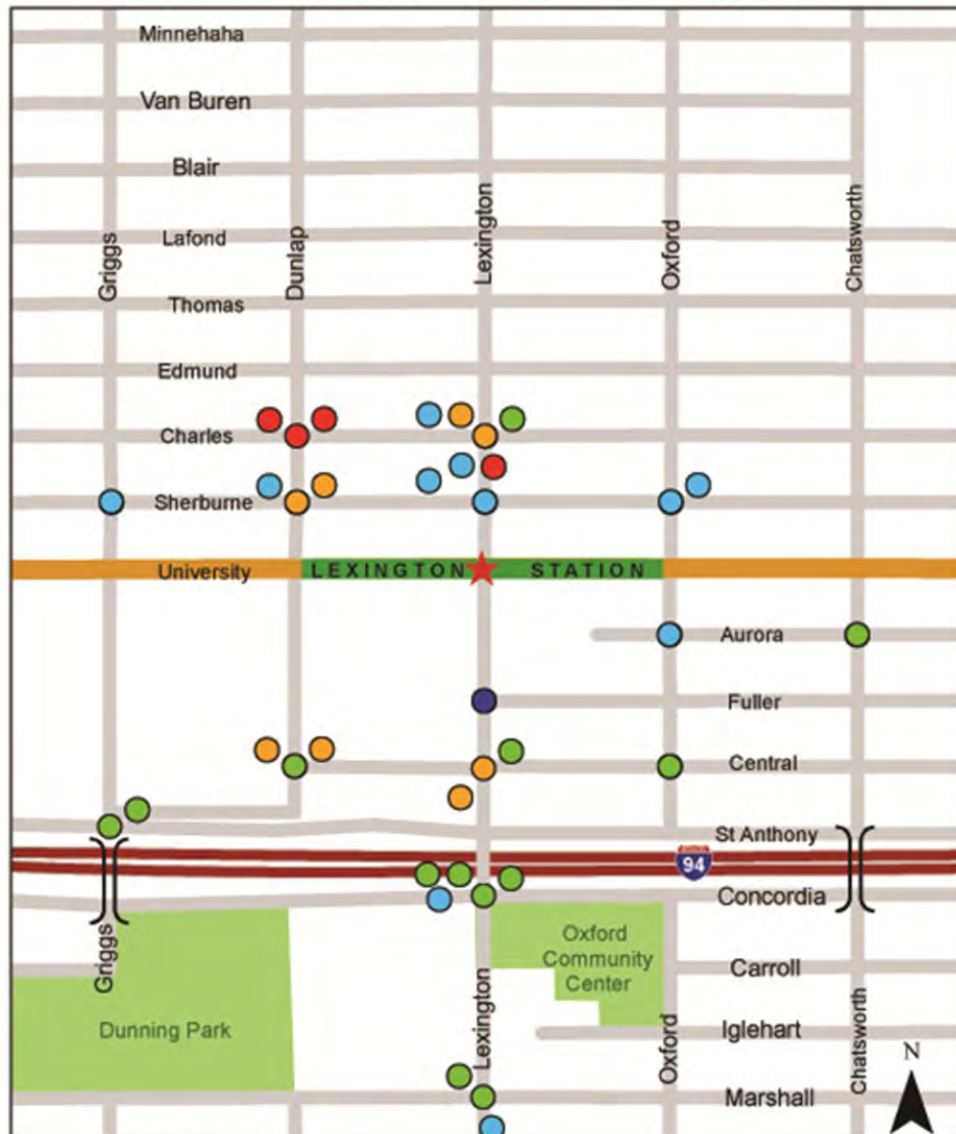 Minnehaha
Van Buren
Blair
Griggs
Dunlap
Lexington
Oxford
Chatsworth
Lafond
Thomas
Edmund
Charles
Sherburne
University
LEXINGTON STATION
Aurora
Fuller
Central
St Anthony
94
Concordia
Griggs
Oxford
Community
Center
Carroll
Dunning Park
Lexington
Iglehart
Oxford
Chatsworth
N
Marshall